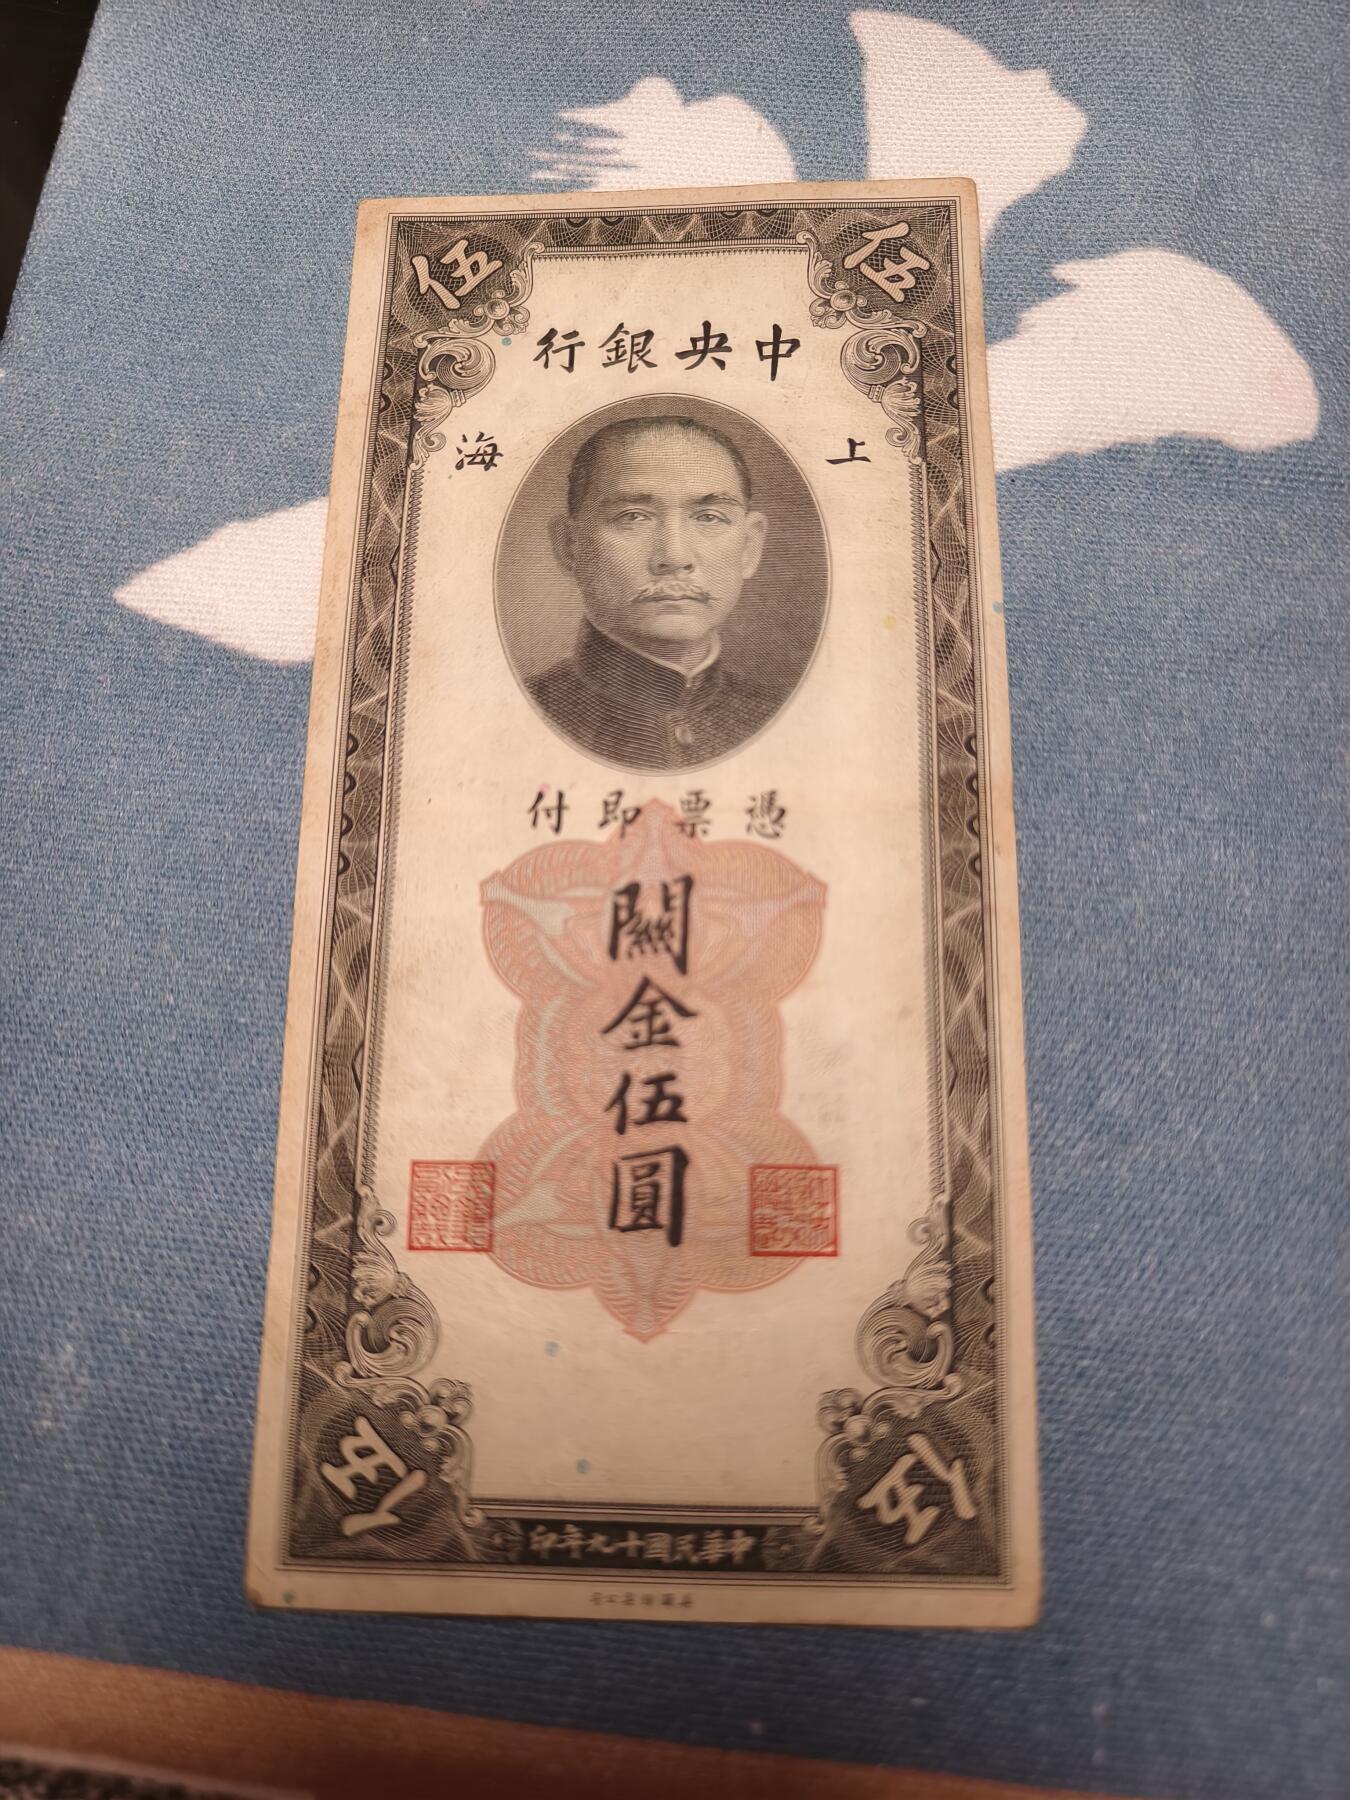 伍 伍
中央銀行
上海
憑票即付
關金伍圓
伍 伍
中華民國十九年印